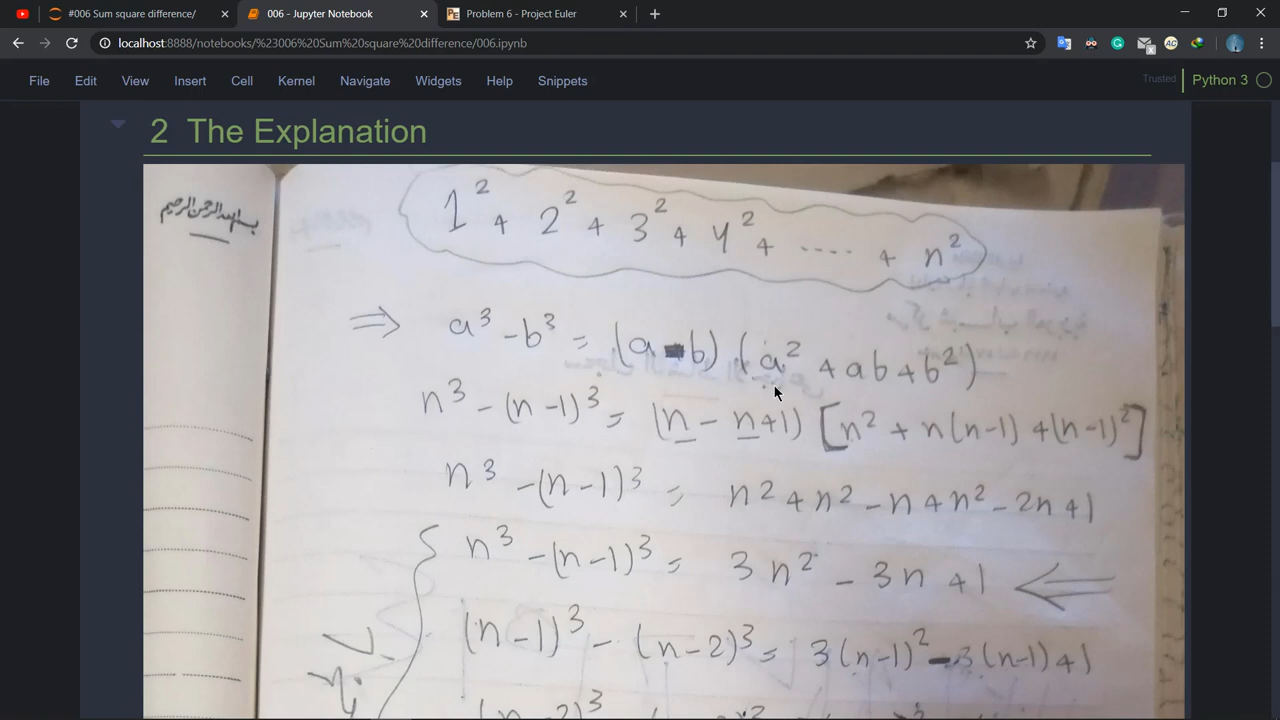 #006 Sum square difference/
006 - Jupyter Notebook
Problem 6 - Project Euler
localhost:8888/notebooks/%23006%20Sum%20square%20difference/006.ipynb
File Edit View Insert Cell Kernel Navigate Widgets Help Snippets
Trusted Python 3
2 The Explanation
بسم الله الرحمن الرحيم
1² + 2² + 3² + 4² + ..... + n²
⇒ a³ - b³ = (a - b) (a² + ab + b²)
n³ - (n-1)³ = (n - n+1) [n² + n(n-1) + (n-1)²]
n³ - (n-1)³ = n² + n² - n + n² - 2n + 1
n³ - (n-1)³ = 3n² - 3n + 1 ⇐
(n-1)³ - (n-2)³ = 3(n-1)² - 3(n-1) + 1